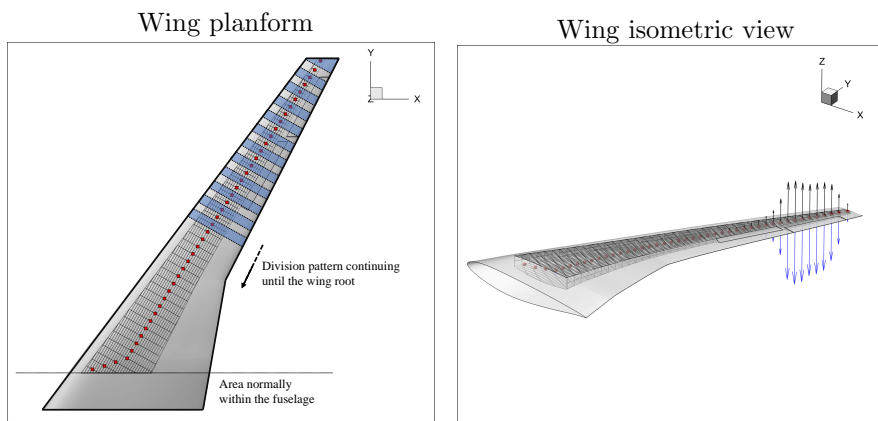 Wing planform
Y
Z
X
Division pattern continuing
until the wing root
Area normally
within the fuselage
Wing isometric view
Z
Y
X